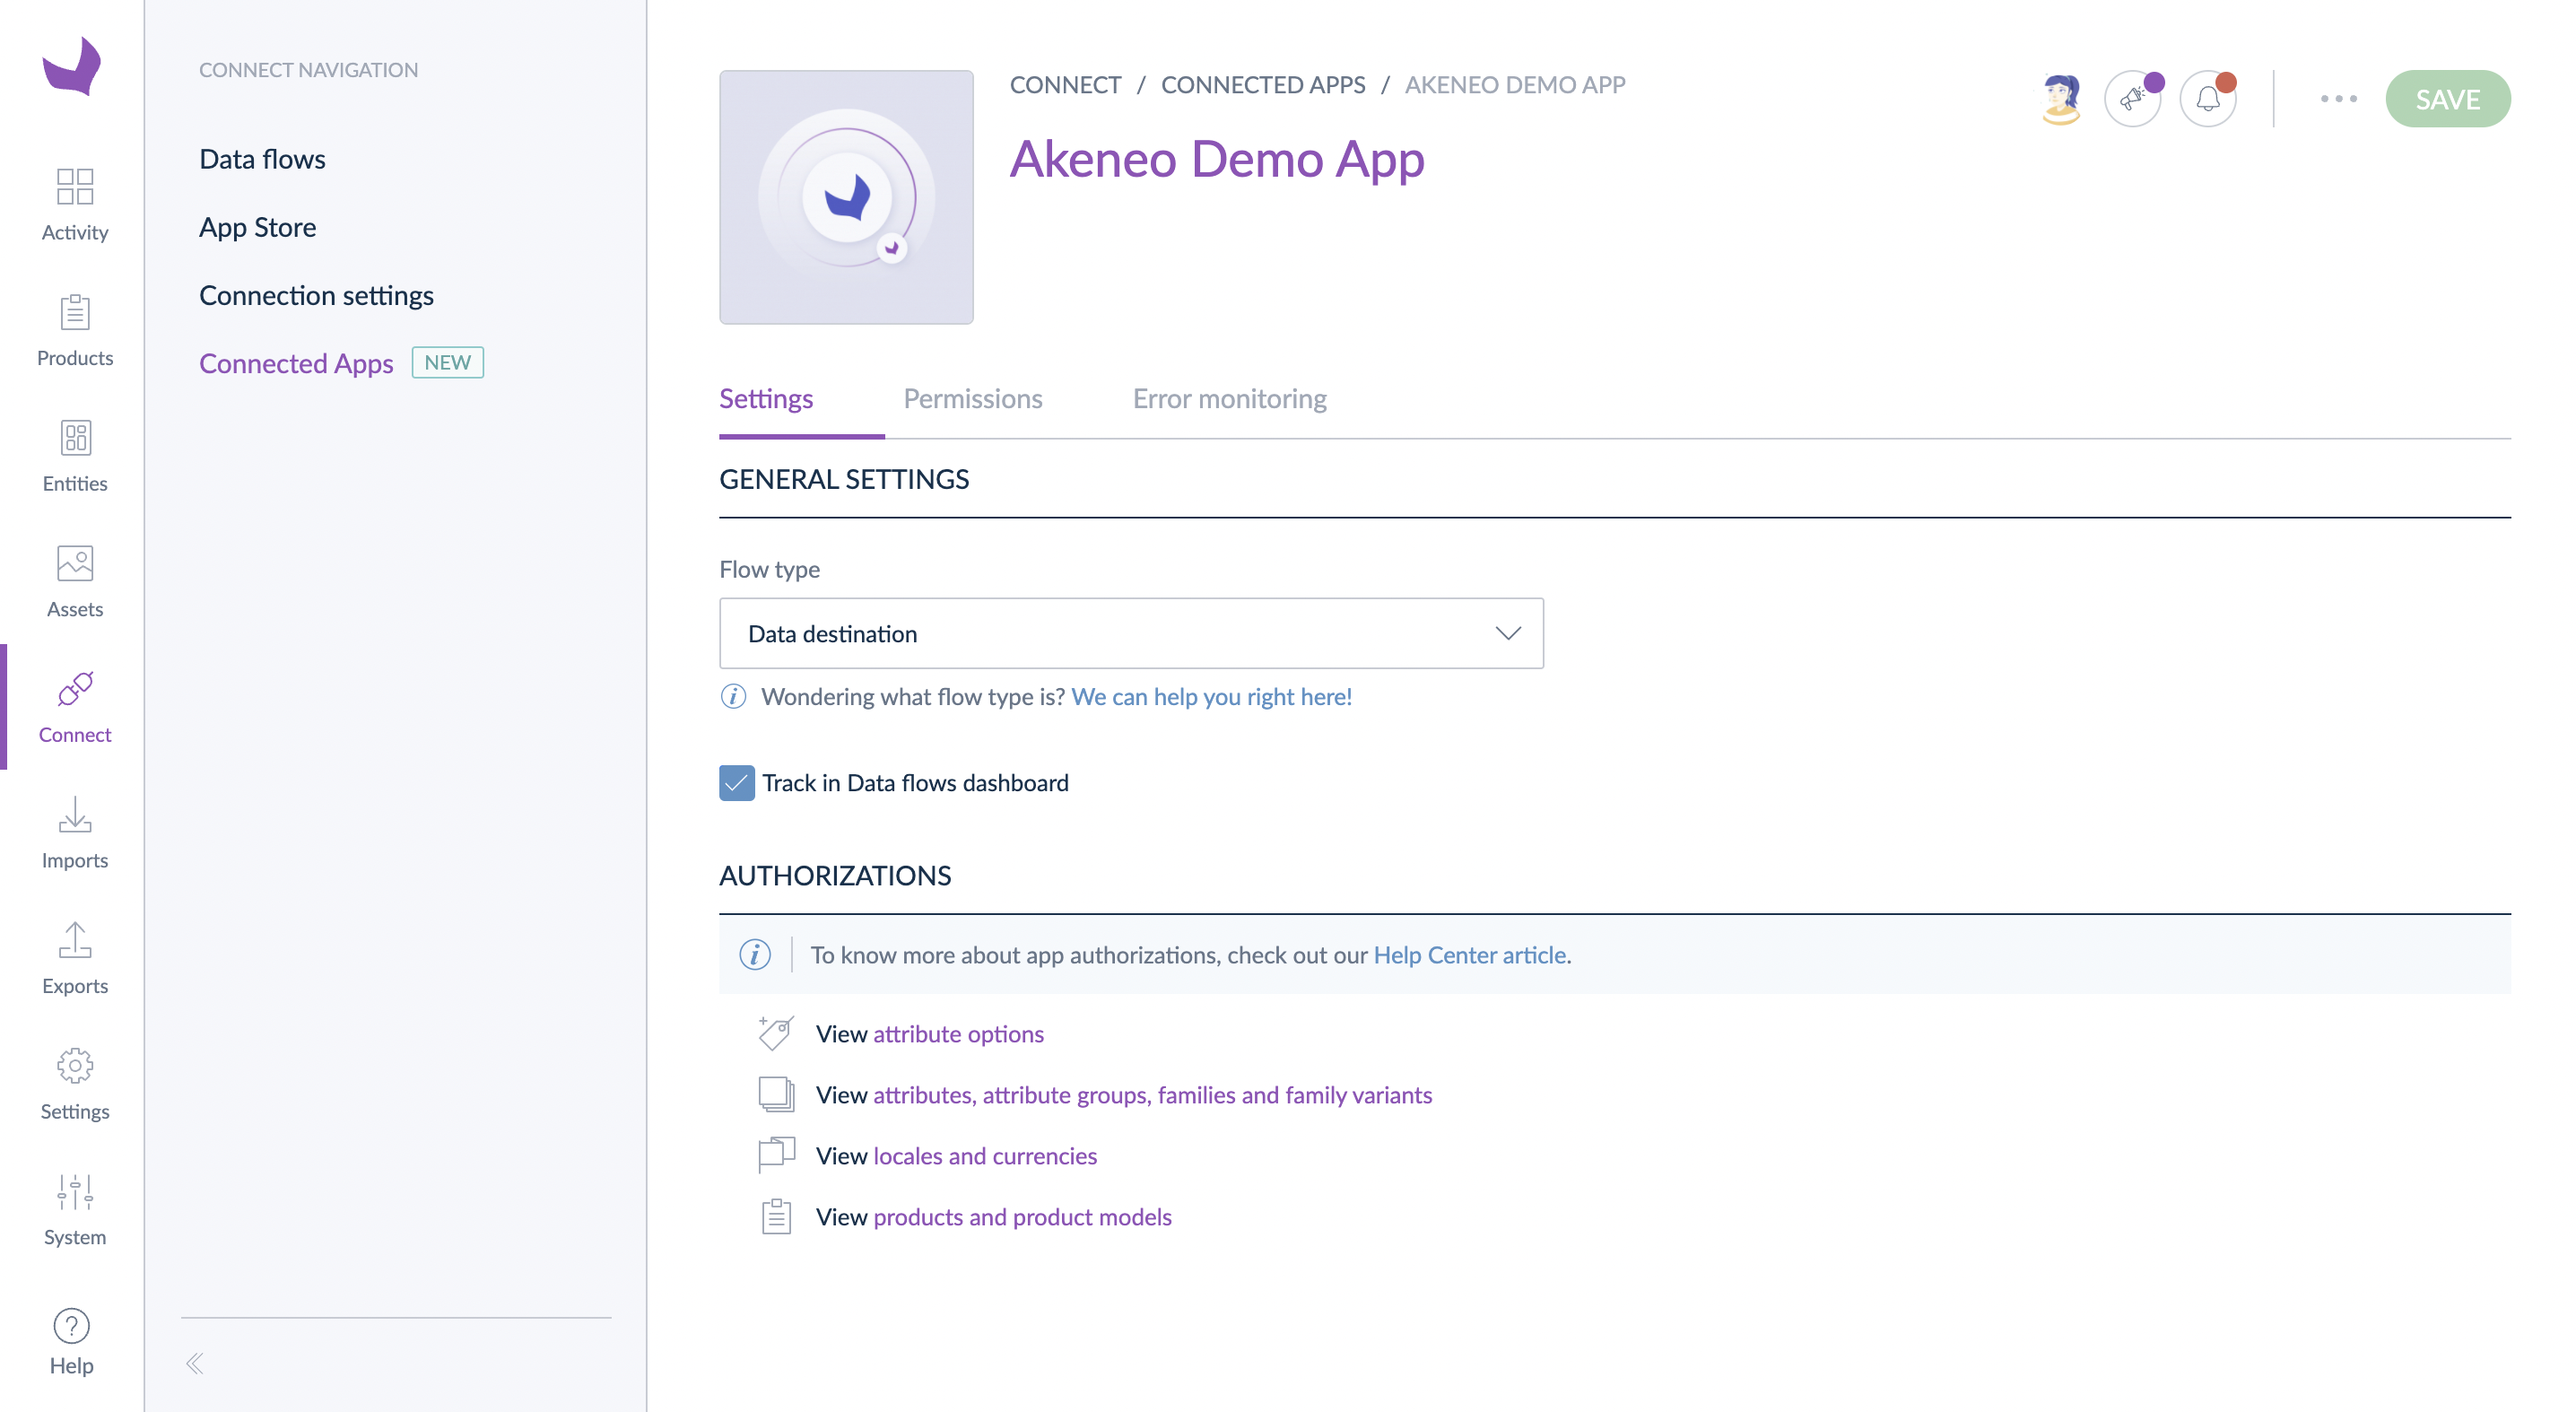 Activity
Products
Entities
Assets
Connect
Imports
Exports
Settings
System
Help
CONNECT NAVIGATION
Data flows
App Store
Connection settings
Connected Apps NEW
CONNECT / CONNECTED APPS / AKENEO DEMO APP
SAVE
Akeneo Demo App
Settings Permissions Error monitoring
GENERAL SETTINGS
Flow type
Data destination
Wondering what flow type is? We can help you right here!
Track in Data flows dashboard
AUTHORIZATIONS
To know more about app authorizations, check out our Help Center article.
View attribute options
View attributes, attribute groups, families and family variants
View locales and currencies
View products and product models